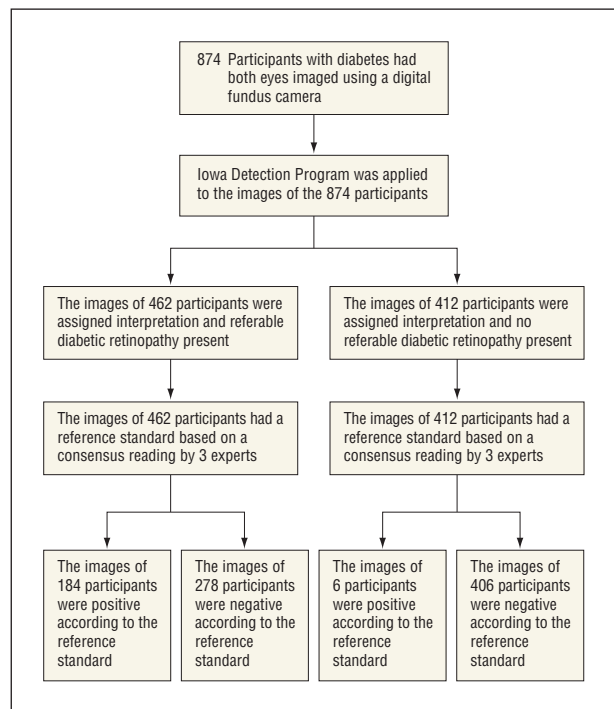 874 Participants with diabetes had
both eyes imaged using a digital
fundus camera
Iowa Detection Program was applied
to the images of the 874 participants
The images of 462 participants were
assigned interpretation and referable
diabetic retinopathy present
The images of 412 participants were
assigned interpretation and no
referable diabetic retinopathy present
The images of 462 participants had a
reference standard based on a
consensus reading by 3 experts
The images of 412 participants had a
reference standard based on a
consensus reading by 3 experts
The images of
184 participants
were positive
according to the
reference
standard
The images of
278 participants
were negative
according to the
reference
standard
The images of
6 participants
were positive
according to the
reference
standard
The images of
406 participants
were negative
according to the
reference
standard